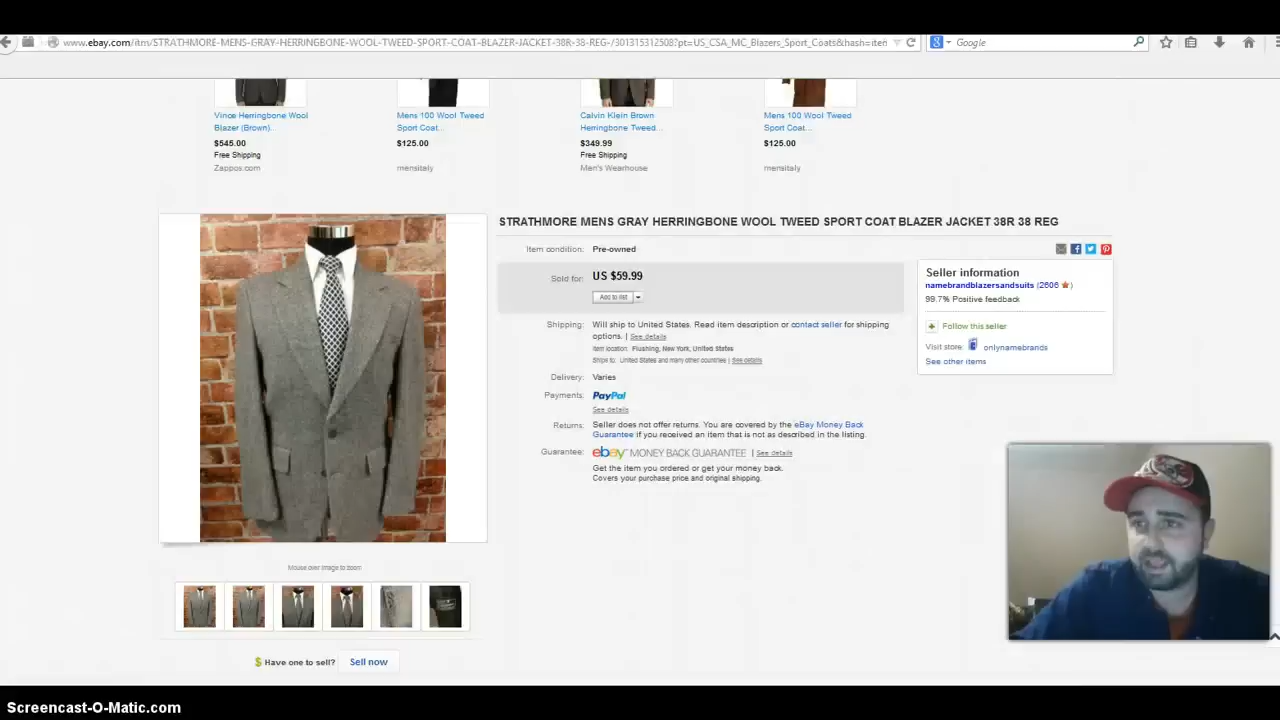 www.ebay.com/itm/STRATHMORE-MENS-GRAY-HERRINGBONE-WOOL-TWEED-SPORT-COAT-BLAZER-JACKET-38R-38-REG-/301315312508?pt=US_CSA_MC_Blazers_Sport_Coats&hash=item
Google
Vince Herringbone Wool Blazer (Brown)...
$545.00
Free Shipping
Zappos.com
Mens 100 Wool Tweed Sport Coat...
$125.00
mensitaly
Calvin Klein Brown Herringbone Tweed...
$349.99
Free Shipping
Men's Wearhouse
Mens 100 Wool Tweed Sport Coat...
$125.00
mensitaly
STRATHMORE MENS GRAY HERRINGBONE WOOL TWEED SPORT COAT BLAZER JACKET 38R 38 REG
Item condition: Pre-owned
Sold for: US $59.99
Add to list
Shipping: Will ship to United States. Read item description or contact seller for shipping
options. | See details
Item location: Flushing, New York, United States
Ships to: United States and many other countries | See details
Delivery: Varies
Payments: PayPal
See details
Returns: Seller does not offer returns. You are covered by the eBay Money Back
Guarantee if you received an item that is not as described in the listing.
Guarantee: ebay MONEY BACK GUARANTEE | See details
Get the item you ordered or get your money back.
Covers your purchase price and original shipping.
Seller information
namebrandblazersandsuits (2606)
99.7% Positive feedback
Follow this seller
Visit store: onlynamebrands
See other items
Mouse over image to zoom
$ Have one to sell? Sell now
Screencast-O-Matic.com